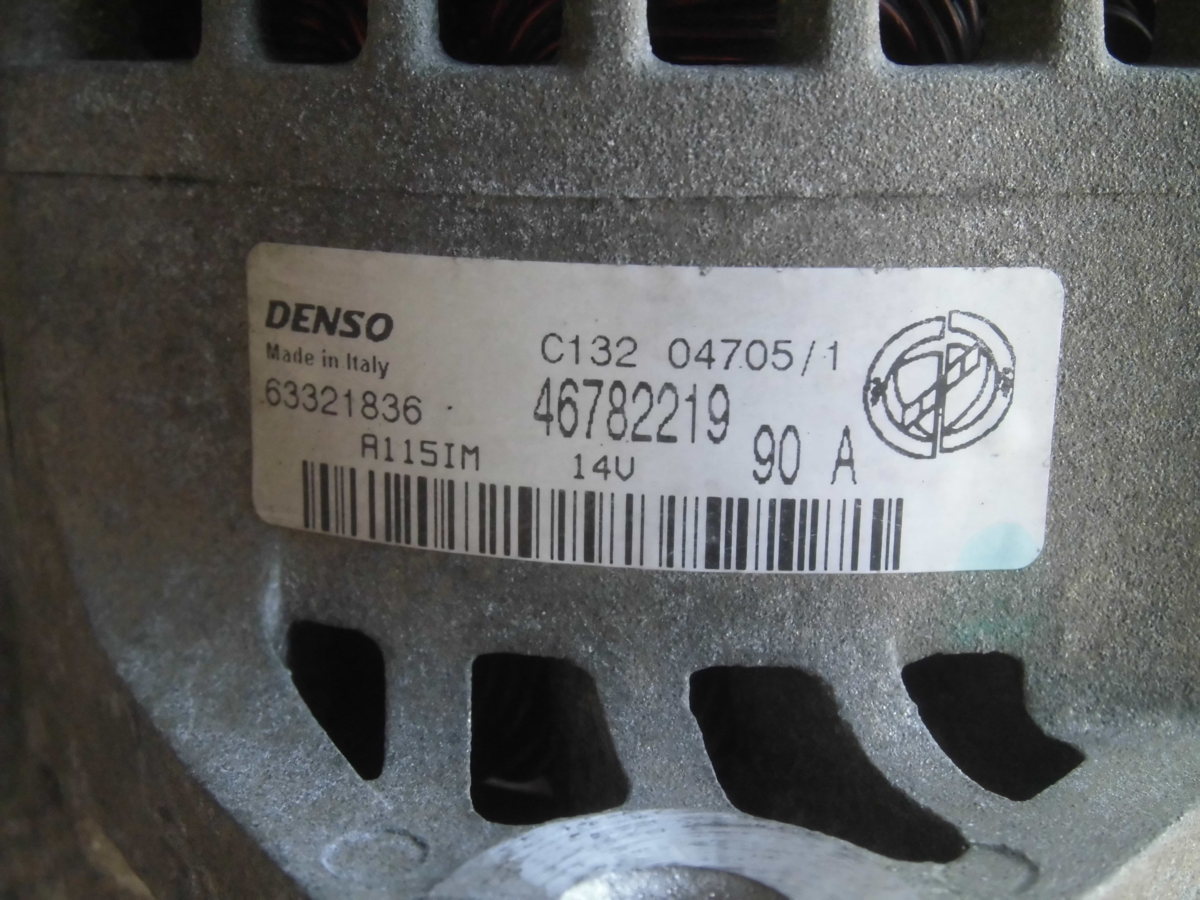 DENSO
Made in Italy
C132 04705/1
63321836
46782219
90 A
A115IM
14V